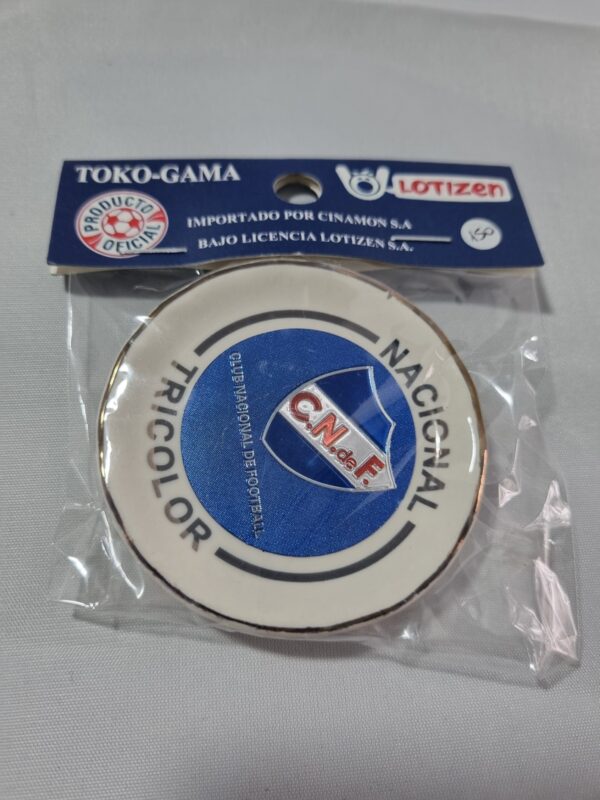 TOKO-GAMA
LOTIZEN
PRODUCTO
OFICIAL
IMPORTADO POR CINAMON S.A
BAJO LICENCIA LOTIZEN S.A.
150
NACIONAL
TRICOLOR
CLUB NACIONAL DE FOOTBALL
C.N.de F.